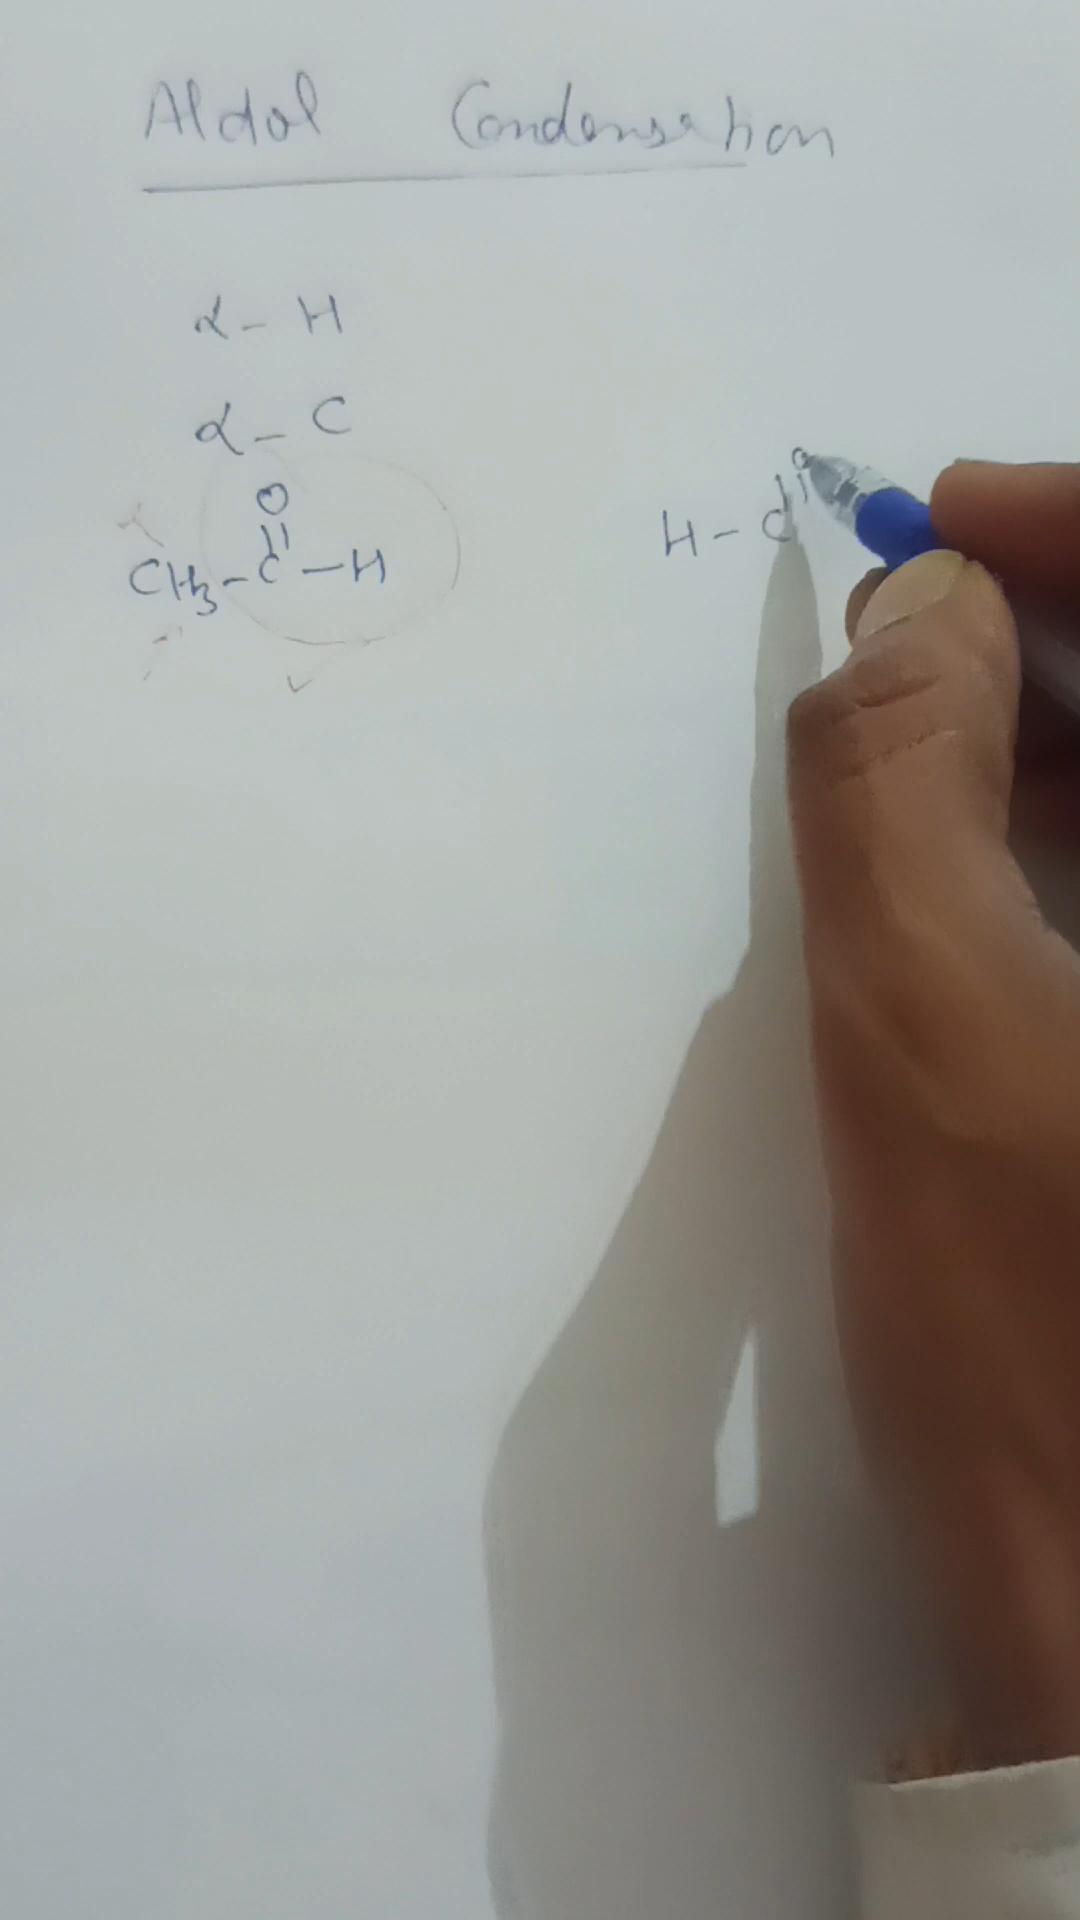 Aldol Condensation
α - H
α - C
O
||
α
CH3 - C - H
O
||
H - C